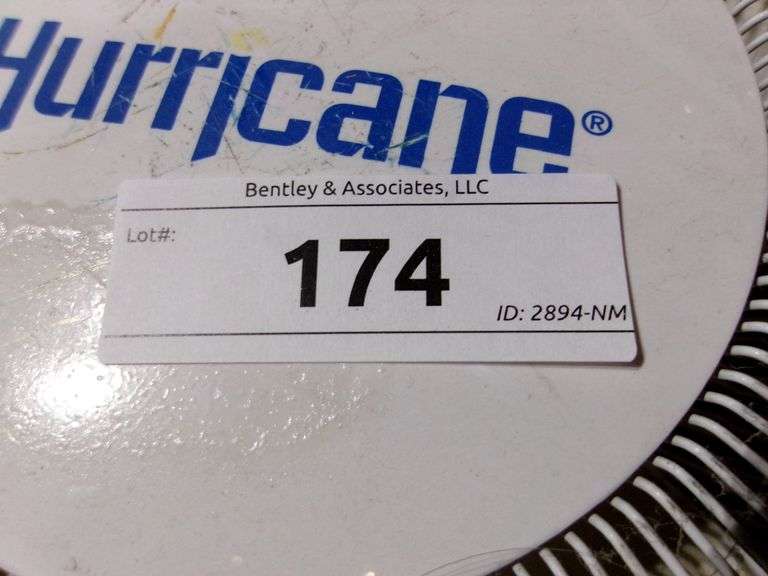 Hurricane®
Bentley & Associates, LLC
Lot#:
174
ID: 2894-NM